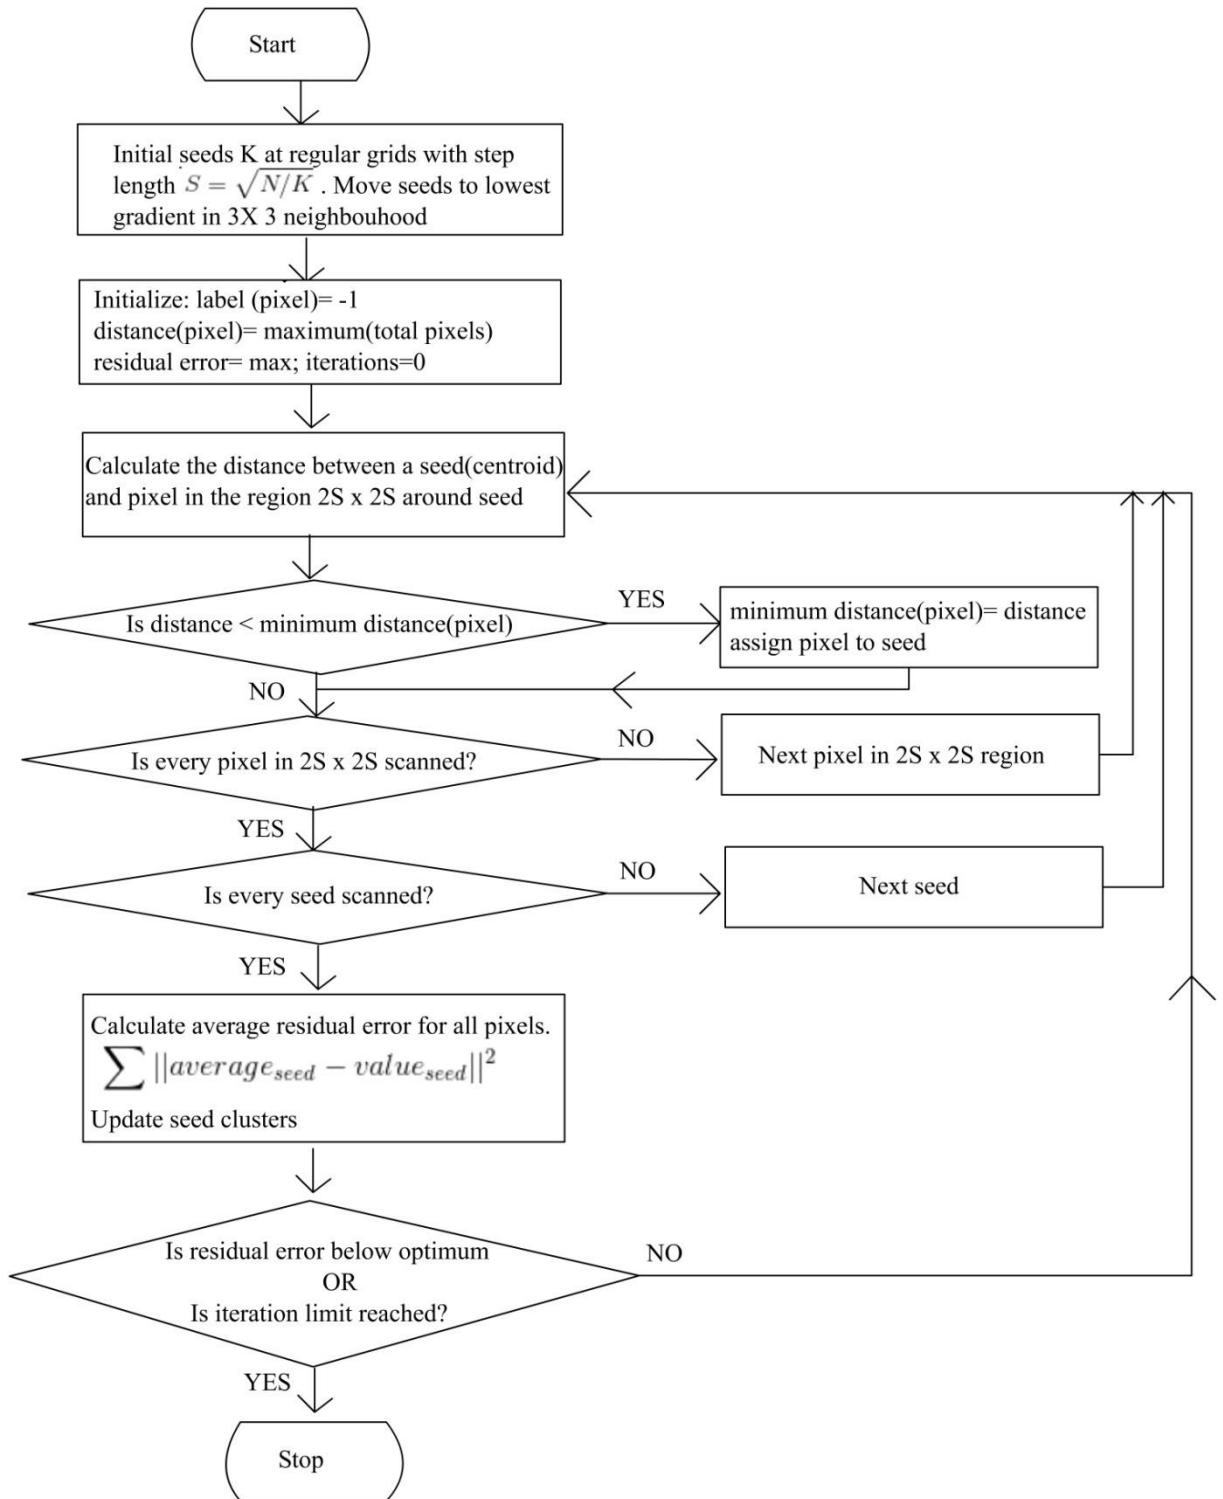 Start
Initial seeds K at regular grids with step
length S = √N/K . Move seeds to lowest
gradient in 3X 3 neighbouhood
Initialize: label (pixel)= -1
distance(pixel)= maximum(total pixels)
residual error= max; iterations=0
Calculate the distance between a seed(centroid)
and pixel in the region 2S x 2S around seed
Is distance < minimum distance(pixel)
YES
minimum distance(pixel)= distance
assign pixel to seed
NO
Is every pixel in 2S x 2S scanned?
NO
Next pixel in 2S x 2S region
YES
Is every seed scanned?
NO
Next seed
YES
Calculate average residual error for all pixels.
∑ ||average_seed − value_seed||²
Update seed clusters
Is residual error below optimum
OR
Is iteration limit reached?
NO
YES
Stop